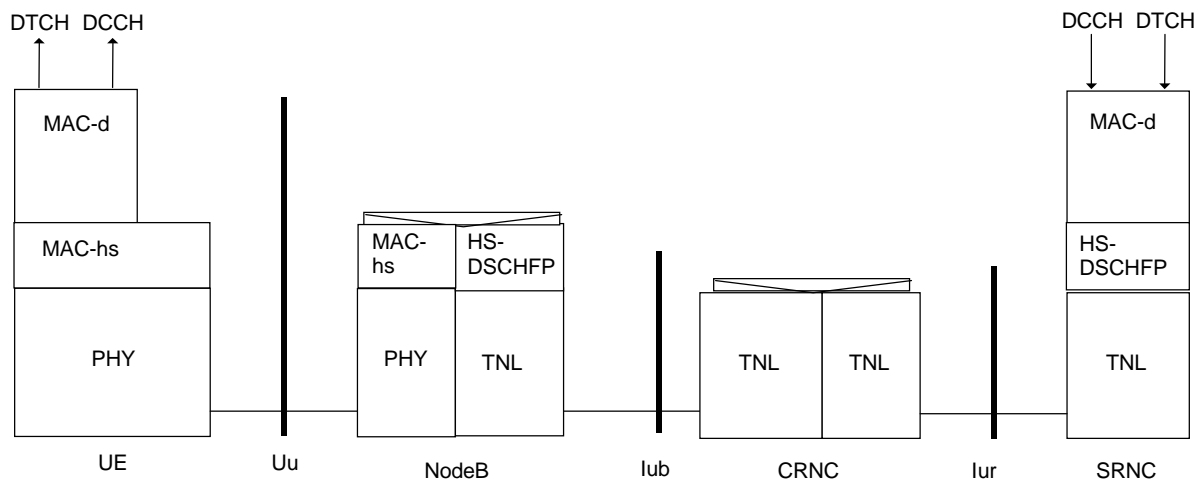 DTCH DCCH
DCCH DTCH
MAC-d
MAC-d
MAC-hs
MAC-
hs
HS-
DSCHFP
HS-
DSCHFP
PHY
PHY
TNL
TNL
TNL
TNL
UE
Uu
NodeB
Iub
CRNC
Iur
SRNC